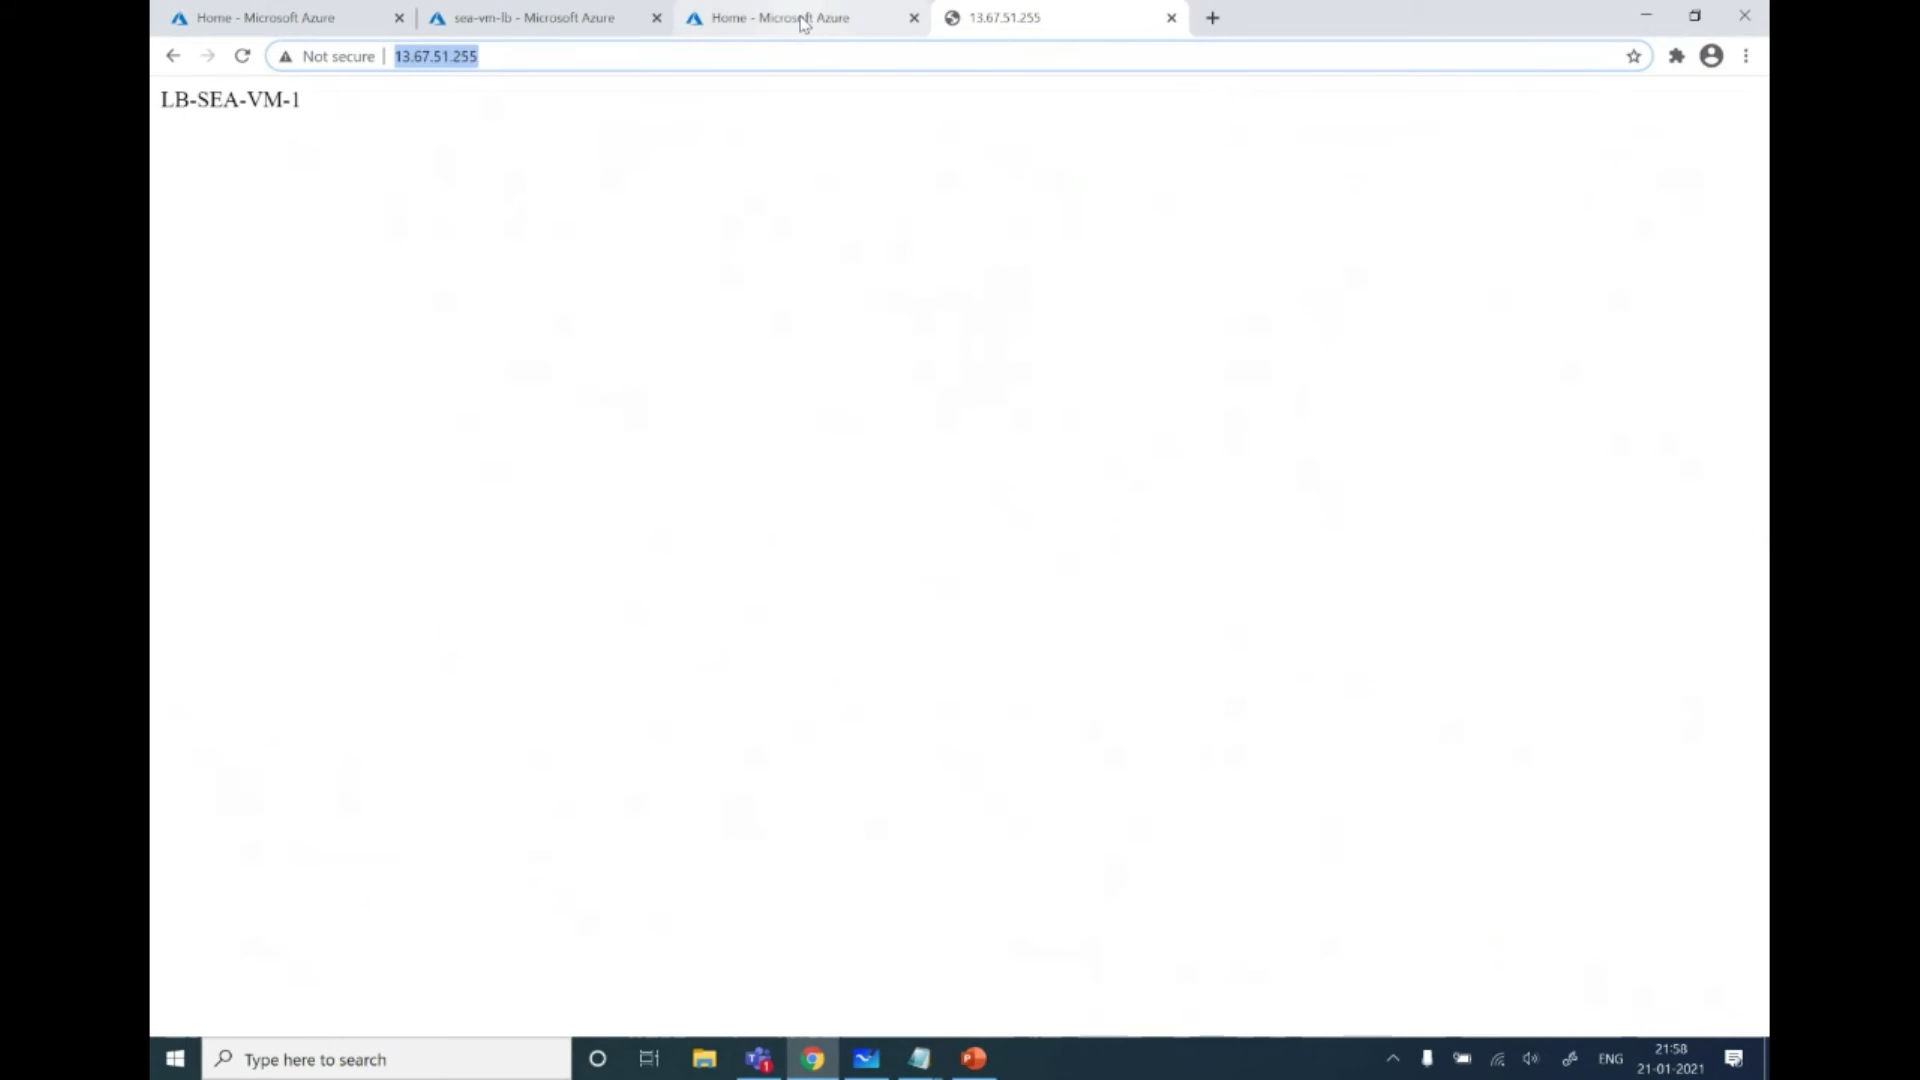 Home - Microsoft Azure
sea-vm-lb - Microsoft Azure
Home - Microsoft Azure
13.67.51.255
Not secure
13.67.51.255
LB-SEA-VM-1
Type here to search
1
ENG
21:58
21-01-2021